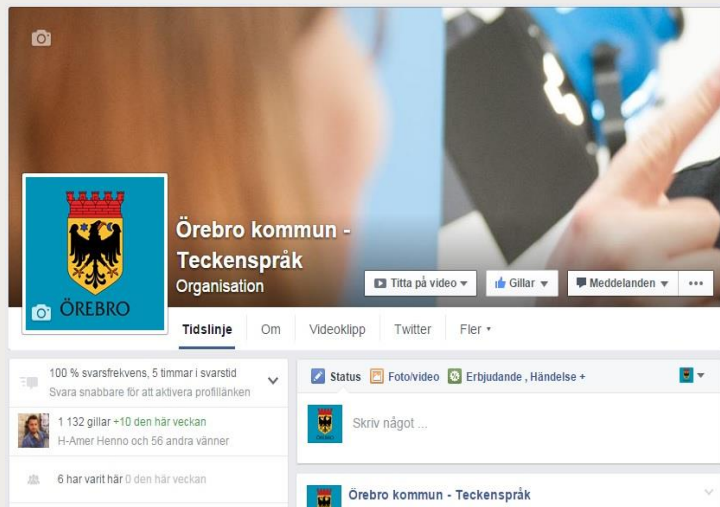 Örebro kommun -
Teckenspråk
Organisation
Titta på video
Gillar
Meddelanden
ÖREBRO
Tidslinje Om Videoklipp Twitter Fler
100 % svarsfrekvens, 5 timmar i svarstid
Svara snabbare för att aktivera profillänken
1 132 gillar +10 den här veckan
H-Amer Henno och 56 andra vänner
6 har varit här 0 den här veckan
Status Foto/video Erbjudande , Händelse +
ÖREBRO
Skriv något ...
Örebro kommun - Teckenspråk